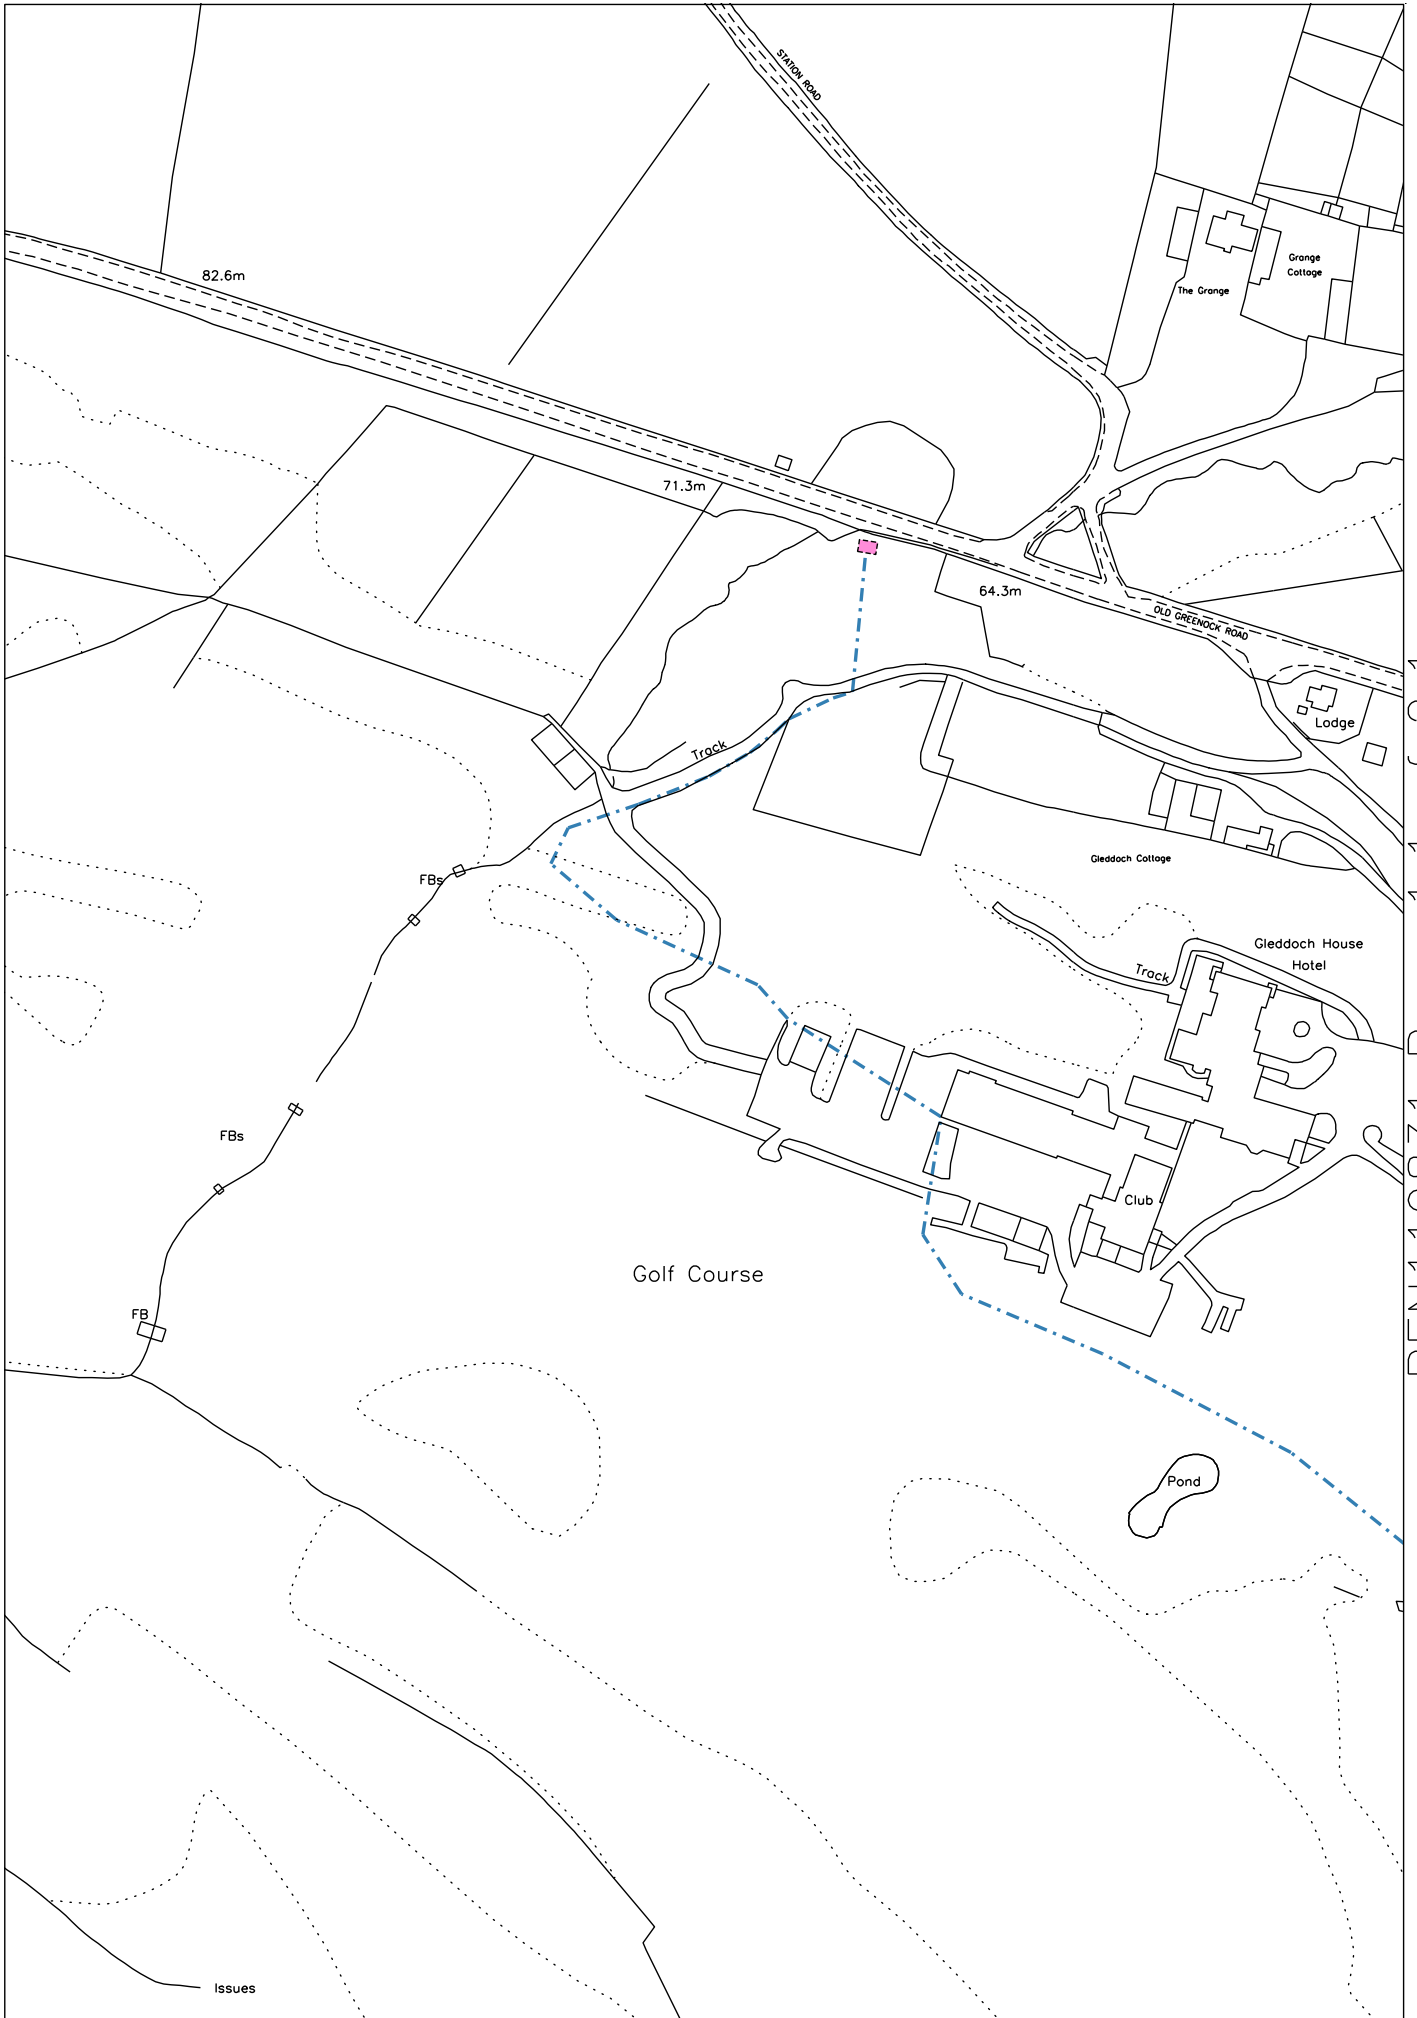 STATION ROAD
Grange
Cottage
The Grange
82.6m
71.3m
64.3m
OLD GREENOCK ROAD
Lodge
Track
Gleddoch Cottage
FBs
Gleddoch House
Hotel
Track
FBs
Club
Golf Course
FB
Pond
Issues